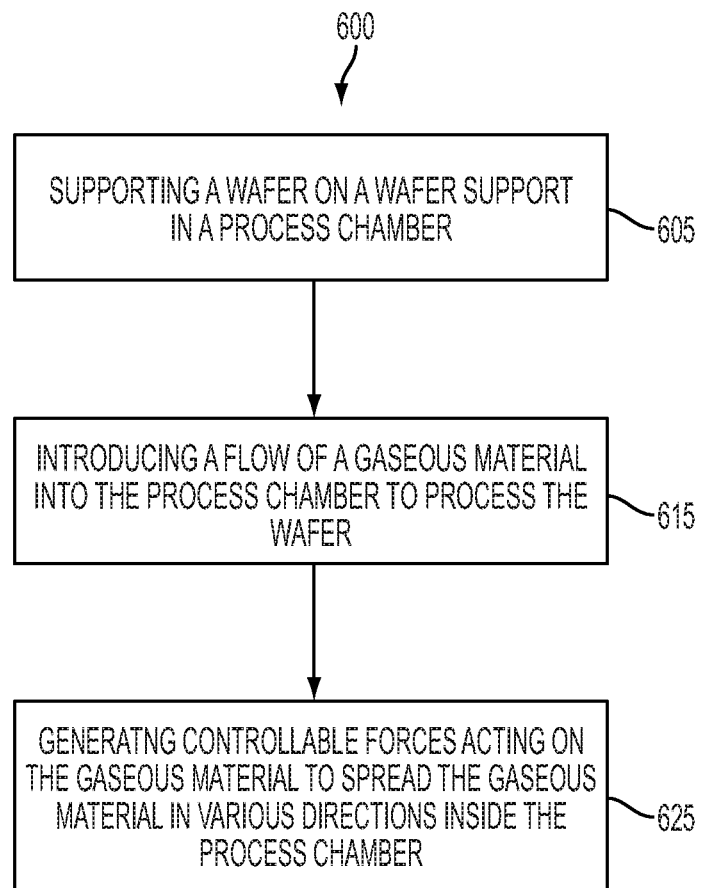 600
SUPPORTING A WAFER ON A WAFER SUPPORT
IN A PROCESS CHAMBER
605
INTRODUCING A FLOW OF A GASEOUS MATERIAL
INTO THE PROCESS CHAMBER TO PROCESS THE
WAFER
615
GENERATNG CONTROLLABLE FORCES ACTING ON
THE GASEOUS MATERIAL TO SPREAD THE GASEOUS
MATERIAL IN VARIOUS DIRECTIONS INSIDE THE
PROCESS CHAMBER
625